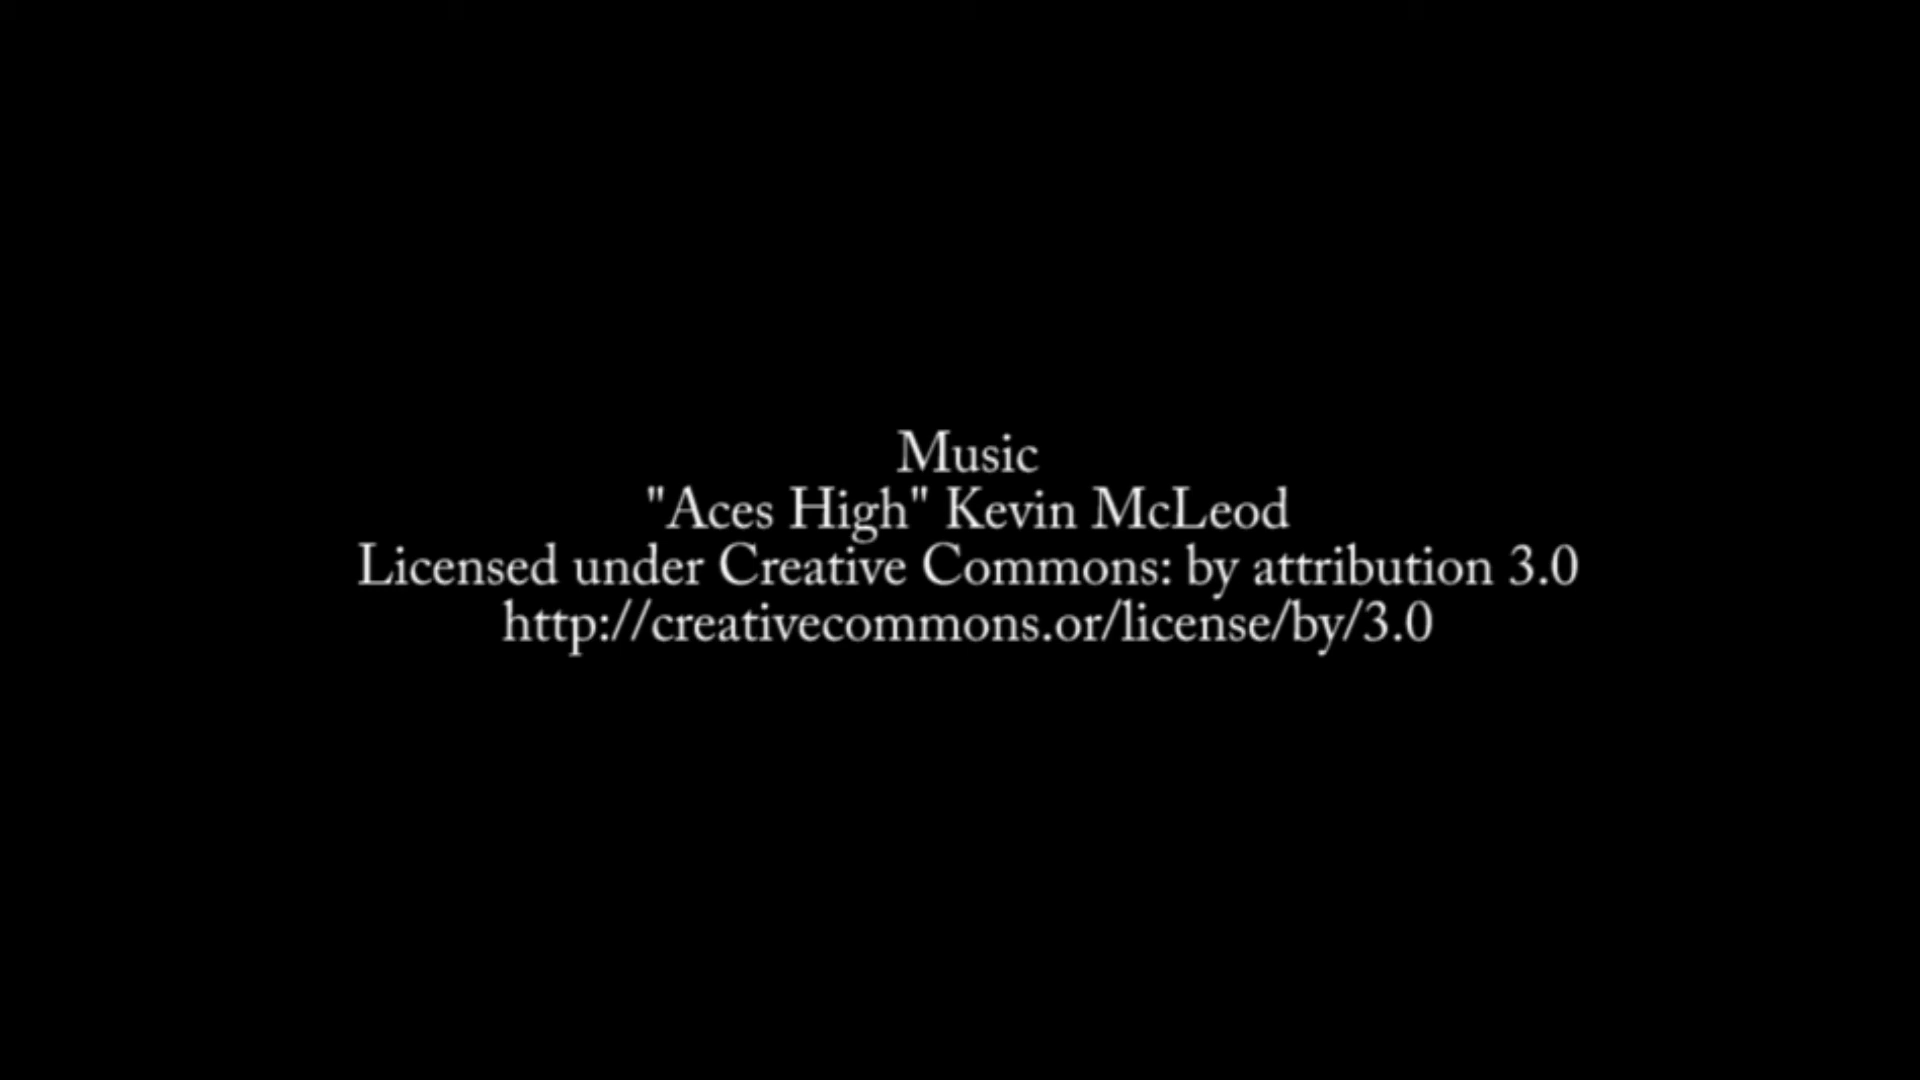 Music
"Aces High" Kevin McLeod
Licensed under Creative Commons: by attribution 3.0
http://creativecommons.or/license/by/3.0